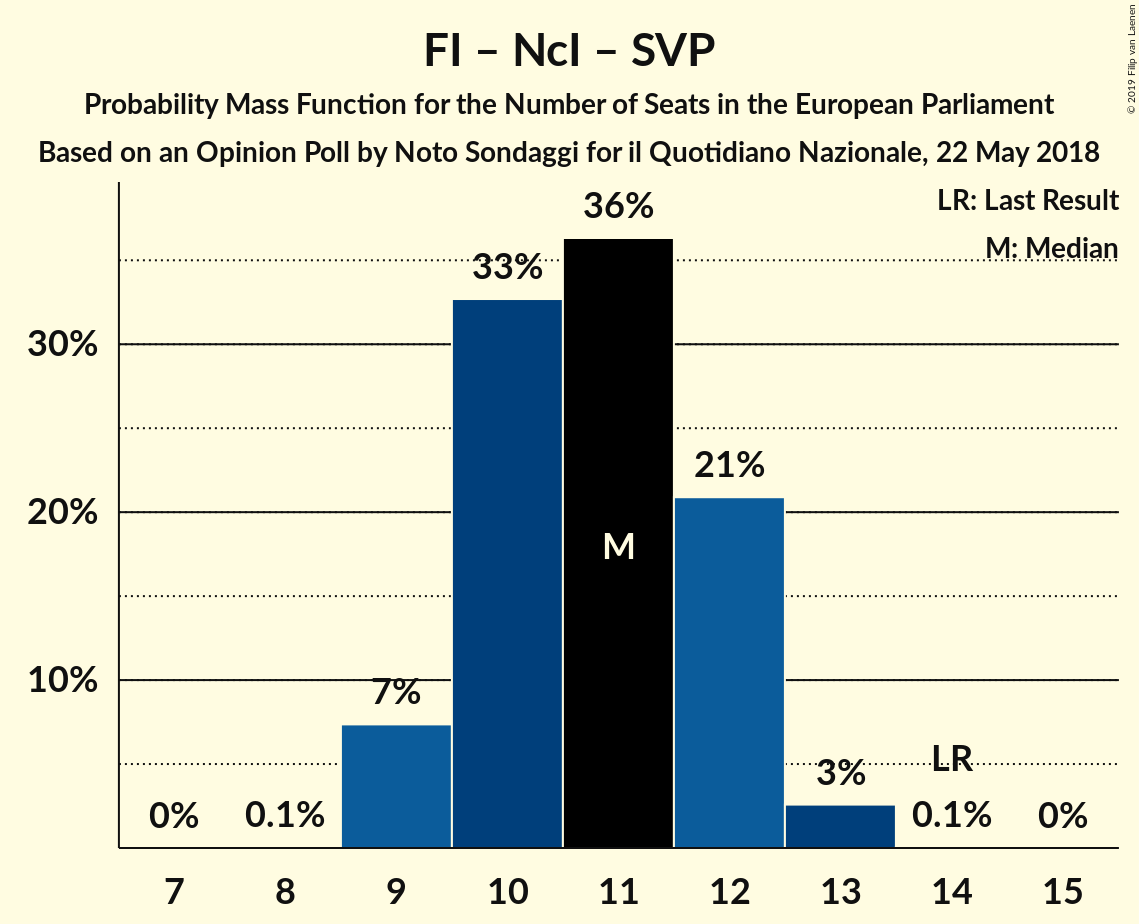 FI – NcI – SVP
Probability Mass Function for the Number of Seats in the European Parliament
Based on an Opinion Poll by Noto Sondaggi for il Quotidiano Nazionale, 22 May 2018
© 2019 Filip van Laenen
LR: Last Result
M: Median
36%
33%
30%
21%
20%
M
10%
7%
LR
3%
0%
0.1%
0.1%
0%
7 8 9 10 11 12 13 14 15